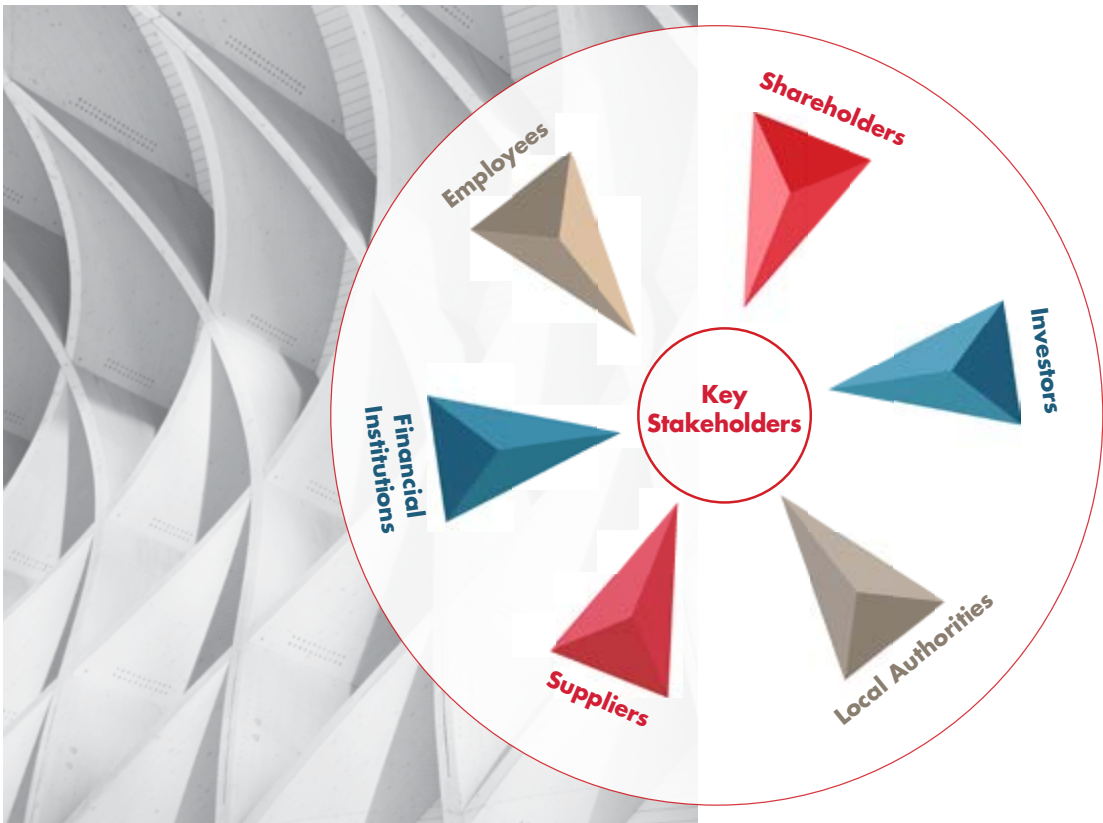 Shareholders
Employees
Investors
Key
Stakeholders
Financial
Institutions
Local Authorities
Suppliers